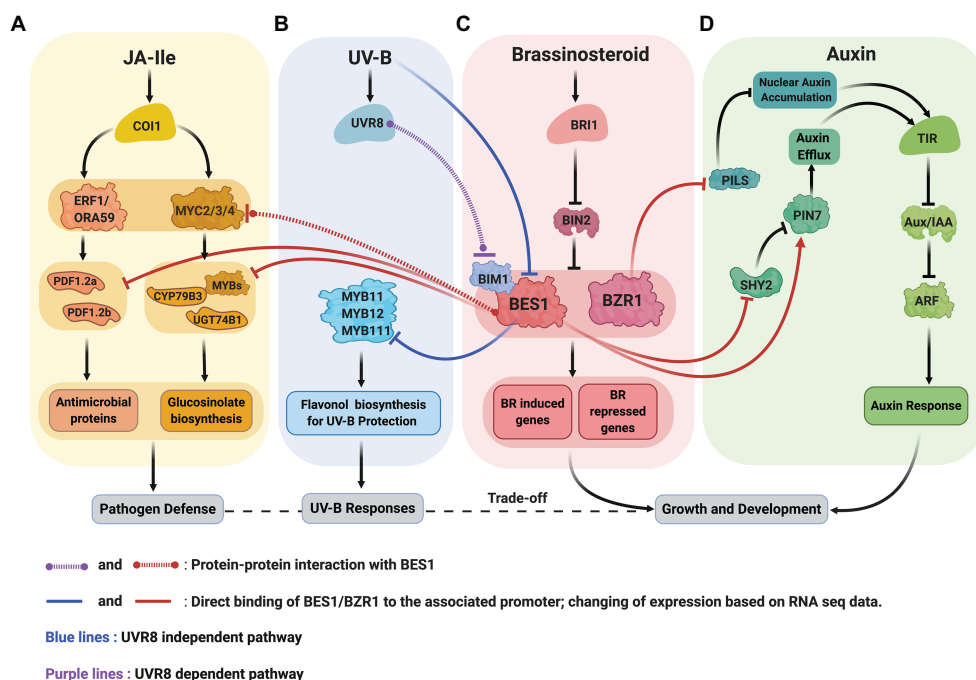 A
B
C
D
JA-Ile
UV-B
Brassinosteroid
Auxin
COI1
UVR8
BRI1
Nuclear Auxin
Accumulation
Auxin
Efflux
TIR
ERF1/
ORA59
MYC2/3/4
BIN2
PILS
PIN7
Aux/IAA
PDF1.2a
PDF1.2b
MYBs
CYP79B3
UGT74B1
MYB11
MYB12
MYB111
BIM1
BES1
BZR1
SHY2
ARF
Antimicrobial
proteins
Glucosinolate
biosynthesis
Flavonol biosynthesis
for UV-B Protection
BR induced
genes
BR
repressed
genes
Auxin Response
Pathogen Defense
UV-B Responses
Trade-off
Growth and Development
and : Protein-protein interaction with BES1
and : Direct binding of BES1/BZR1 to the associated promoter; changing of expression based on RNA seq data.
Blue lines : UVR8 independent pathway
Purple lines : UVR8 dependent pathway